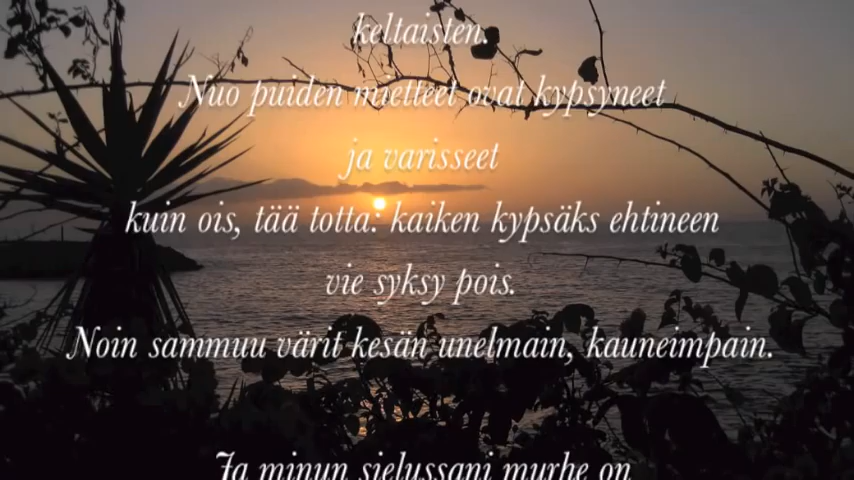 keltaisten.
Nuo puiden mietteet ovat kypsyneet
ja varisseet
kuin ois, tää totta: kaiken kypsäks ehtineen
vie syksy pois.
Noin sammuu värit kesän unelmain, kauneimpain.
Ja minun sielussani murhe on